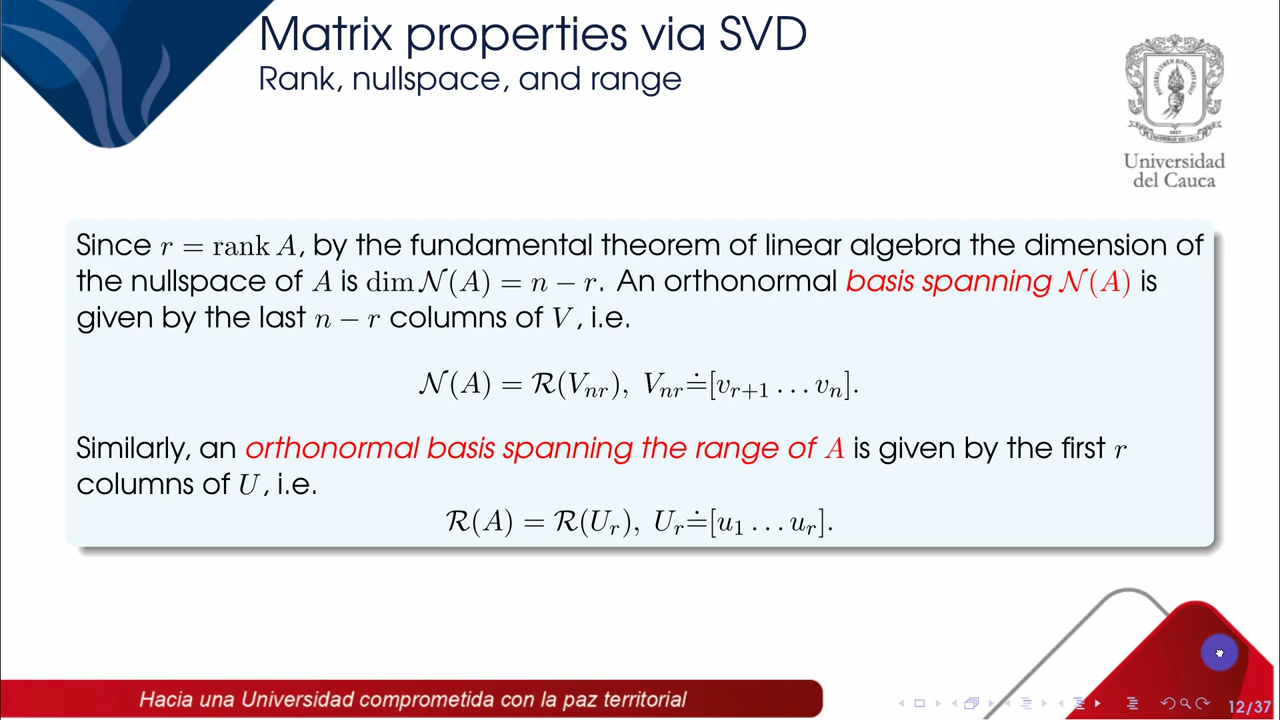 Matrix properties via SVD
Rank, nullspace, and range
Universidad
del Cauca
Since r = rank A, by the fundamental theorem of linear algebra the dimension of
the nullspace of A is dim 𝒩(A) = n − r. An orthonormal basis spanning 𝒩(A) is
given by the last n − r columns of V, i.e.
𝒩(A) = ℛ(V_{nr}), V_{nr} ≐ [v_{r+1} … v_n].
Similarly, an orthonormal basis spanning the range of A is given by the first r
columns of U, i.e.
ℛ(A) = ℛ(U_r), U_r ≐ [u_1 … u_r].
Hacia una Universidad comprometida con la paz territorial
12/37